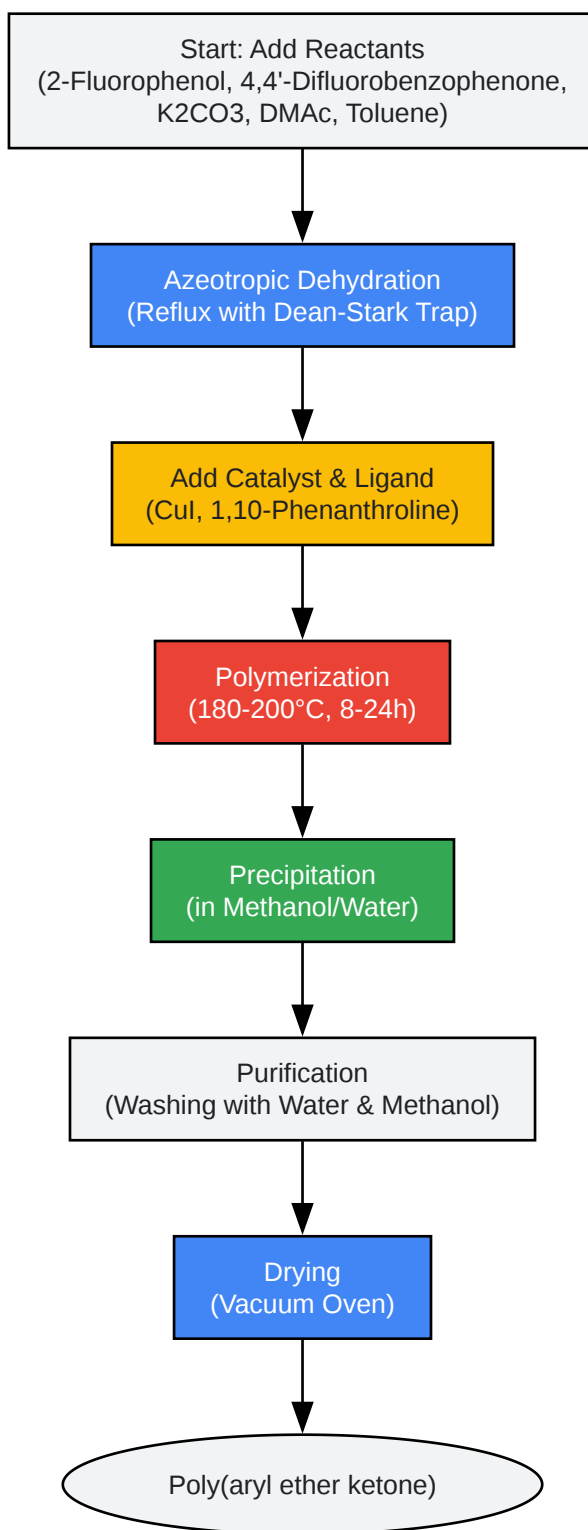 Start: Add Reactants
(2-Fluorophenol, 4,4'-Difluorobenzophenone,
K2CO3, DMAc, Toluene)
Azeotropic Dehydration
(Reflux with Dean-Stark Trap)
Add Catalyst & Ligand
(CuI, 1,10-Phenanthroline)
Polymerization
(180-200°C, 8-24h)
Precipitation
(in Methanol/Water)
Purification
(Washing with Water & Methanol)
Drying
(Vacuum Oven)
Poly(aryl ether ketone)